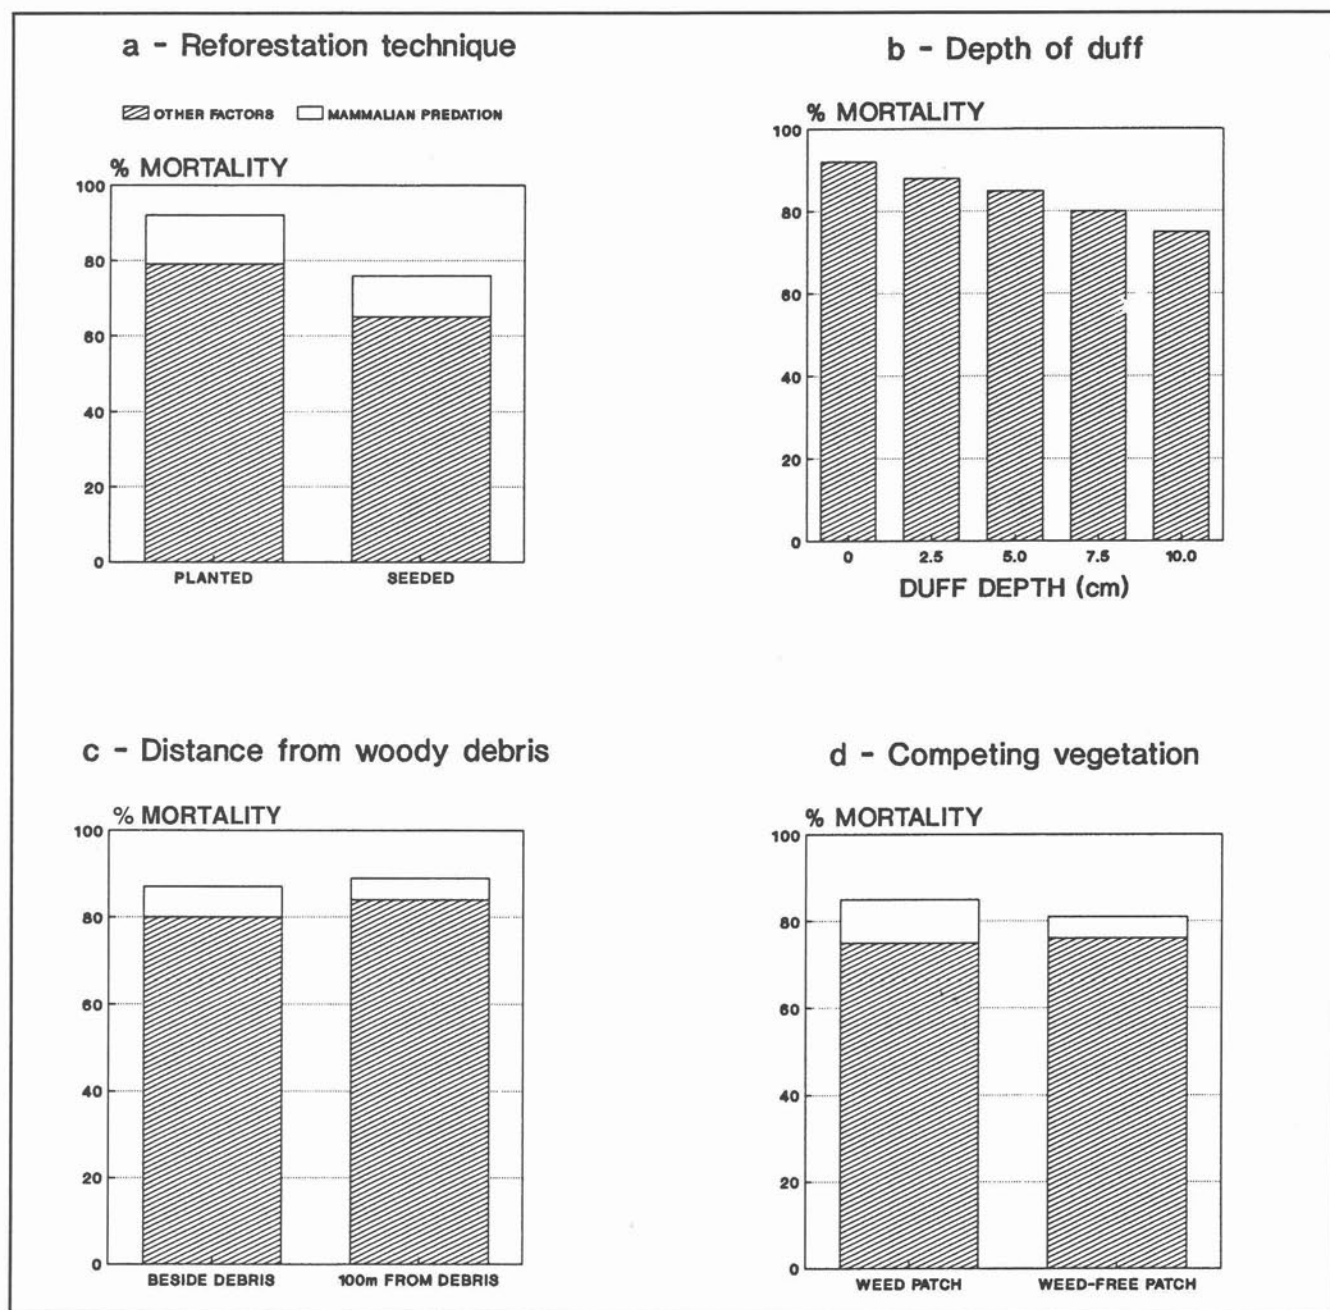 a - Reforestation technique
OTHER FACTORS MAMMALIAN PREDATION
% MORTALITY
100
80
60
40
20
0
PLANTED SEEDED
b - Depth of duff
% MORTALITY
100
80
60
40
20
0
0 2.5 5.0 7.5 10.0
DUFF DEPTH (cm)
c - Distance from woody debris
% MORTALITY
100
80
60
40
20
0
BESIDE DEBRIS 100m FROM DEBRIS
d - Competing vegetation
% MORTALITY
100
80
60
40
20
0
WEED PATCH WEED-FREE PATCH